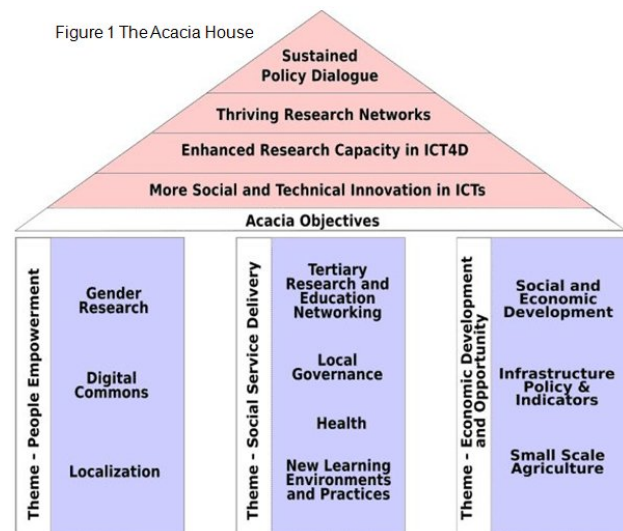 Figure 1 The Acacia House
Sustained
Policy Dialogue
Thriving Research Networks
Enhanced Research Capacity in ICT4D
More Social and Technical Innovation in ICTs
Acacia Objectives
Theme - People Empowerment
Gender
Research
Digital
Commons
Localization
Theme - Social Service Delivery
Tertiary
Research and
Education
Networking
Local
Governance
Health
New Learning
Environments
and Practices
Theme - Economic Development
and Opportunity
Social and
Economic
Development
Infrastructure
Policy &
Indicators
Small Scale
Agriculture